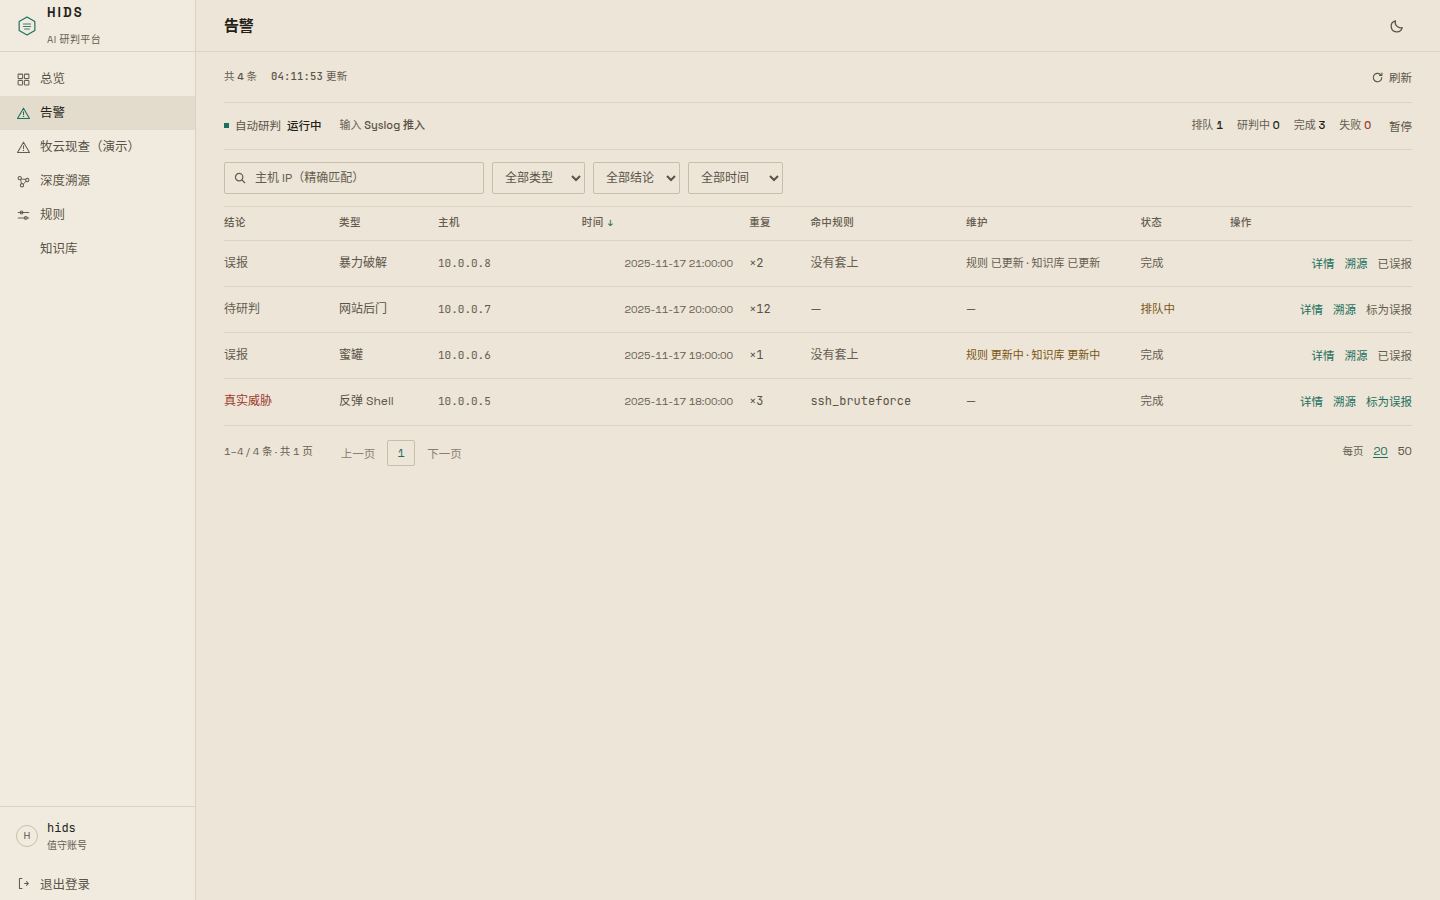 HIDS
AI 研判平台
总览
告警
牧云现查（演示）
深度溯源
规则
知识库
H
hids
值守账号
退出登录
告警
共 4 条 04:11:53 更新 刷新
自动研判 运行中 输入 Syslog 推入 排队 1 研判中 0 完成 3 失败 0 暂停
主机 IP（精确匹配） 全部类型 全部结论 全部时间
结论 类型 主机 时间 ↓ 重复 命中规则 维护 状态 操作
误报 暴力破解 10.0.0.8 2025-11-17 21:00:00 ×2 没有套上 规则 已更新 · 知识库 已更新 完成 详情 溯源 已误报
待研判 网站后门 10.0.0.7 2025-11-17 20:00:00 ×12 — — 排队中 详情 溯源 标为误报
误报 蜜罐 10.0.0.6 2025-11-17 19:00:00 ×1 没有套上 规则 更新中 · 知识库 更新中 完成 详情 溯源 已误报
真实威胁 反弹 Shell 10.0.0.5 2025-11-17 18:00:00 ×3 ssh_bruteforce — 完成 详情 溯源 标为误报
1–4 / 4 条 · 共 1 页 上一页 1 下一页 每页 20 50